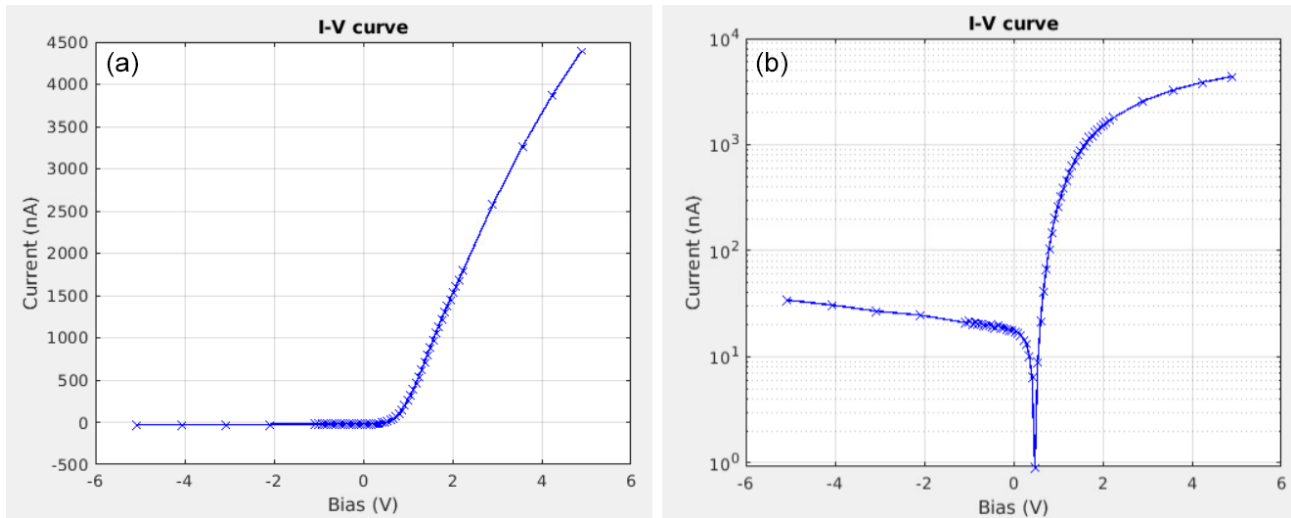 I-V curve
(a)
4500
4000
3500
3000
2500
2000
1500
1000
500
0
-500
Current (nA)
-6 -4 -2 0 2 4 6
Bias (V)
I-V curve
(b)
10^4
10^3
10^2
10^1
10^0
Current (nA)
-6 -4 -2 0 2 4 6
Bias (V)